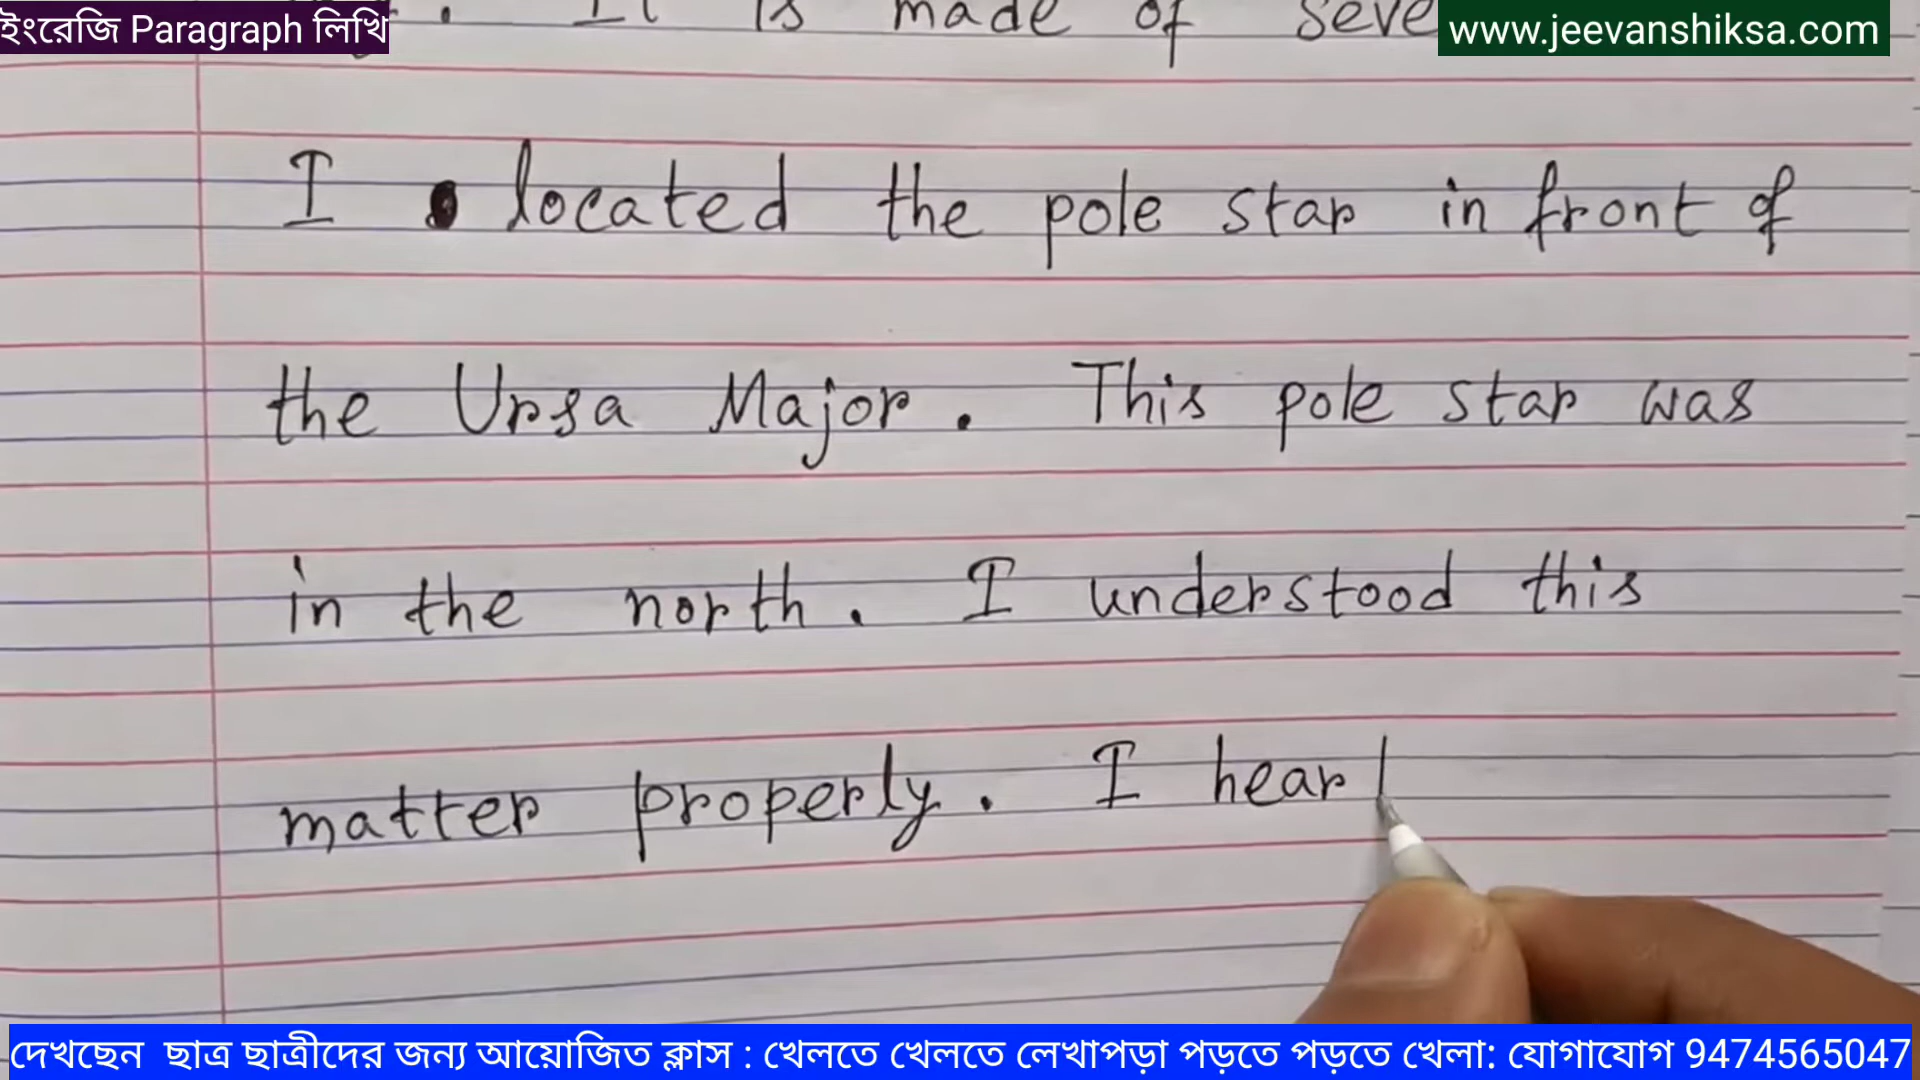 ইংরেজি Paragraph লিখি
It is made of seve
www.jeevanshiksa.com
I located the pole star in front of
the Ursa Major. This pole star was
in the north. I understood this
matter properly. I hear
দেখছেন ছাত্র ছাত্রীদের জন্য আয়োজিত ক্লাস : খেলতে খেলতে লেখাপড়া পড়তে পড়তে খেলা: যোগাযোগ 9474565047